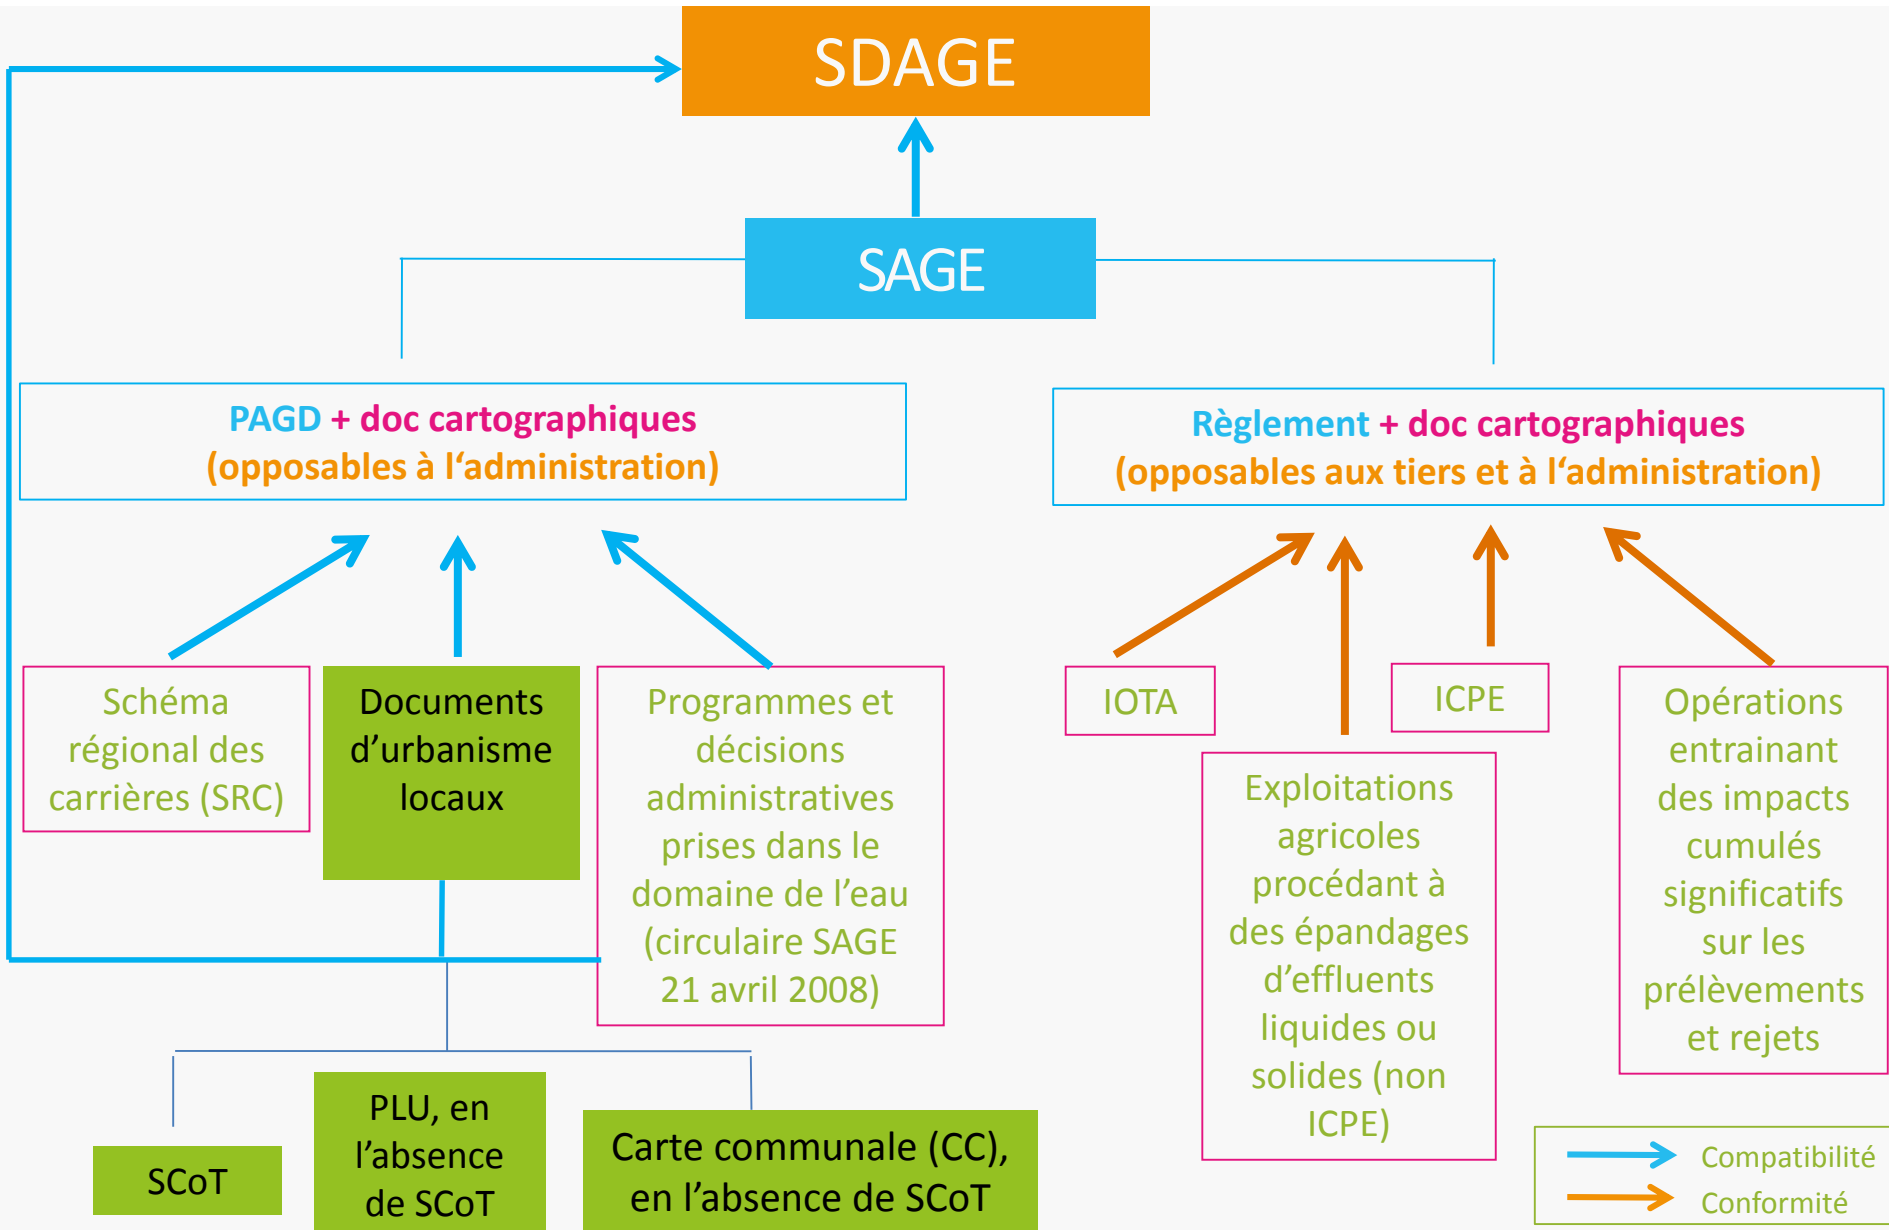 SDAGE
SAGE
PAGD + doc cartographiques
(opposables à l‘administration)
Règlement + doc cartographiques
(opposables aux tiers et à l‘administration)
Schéma
régional des
carrières (SRC)
Documents
d’urbanisme
locaux
Programmes et
décisions
administratives
prises dans le
domaine de l’eau
(circulaire SAGE
21 avril 2008)
IOTA
Exploitations
agricoles
procédant à
des épandages
d’effluents
liquides ou
solides (non
ICPE)
ICPE
Opérations
entrainant
des impacts
cumulés
significatifs
sur les
prélèvements
et rejets
SCoT
PLU, en
l’absence
de SCoT
Carte communale (CC),
en l’absence de SCoT
Compatibilité
Conformité